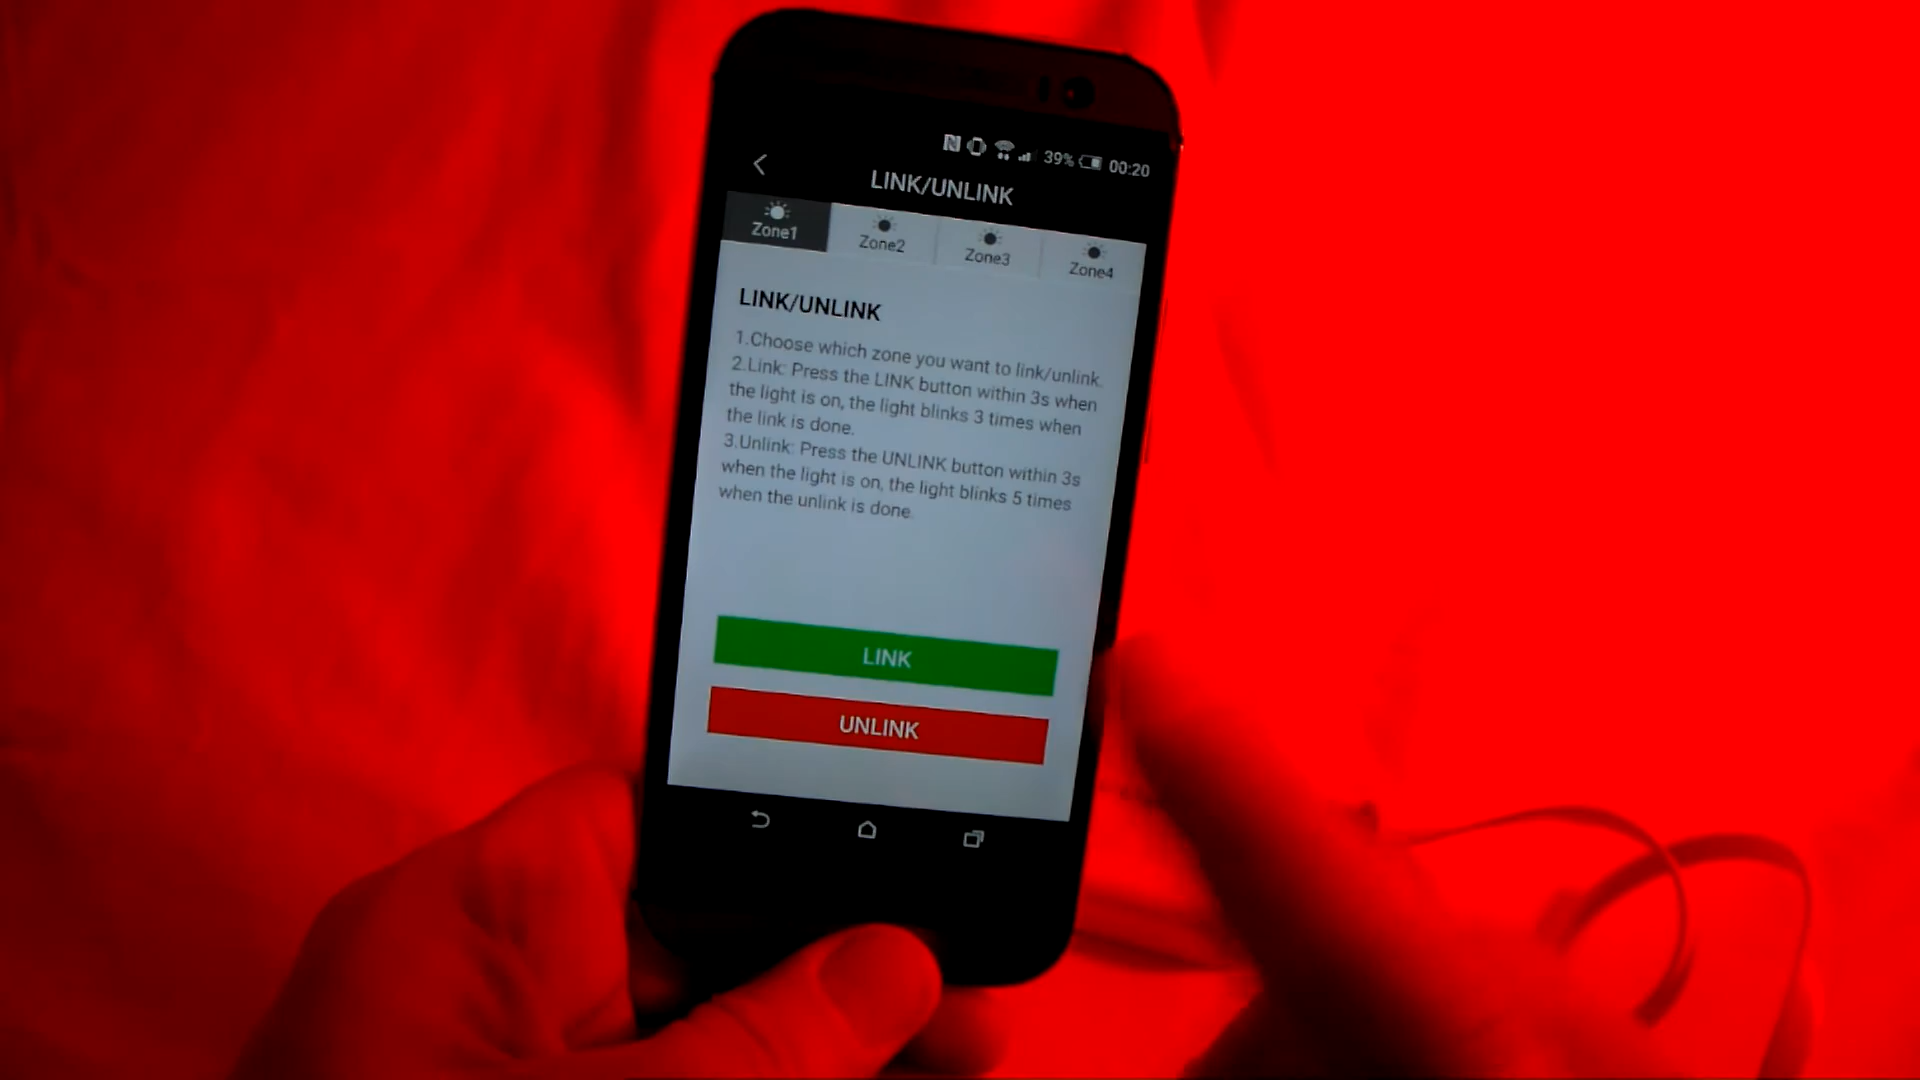 39% 00:20
LINK/UNLINK
Zone1 Zone2 Zone3 Zone4
LINK/UNLINK
1.Choose which zone you want to link/unlink.
2.Link: Press the LINK button within 3s when
the light is on, the light blinks 3 times when
the link is done.
3.Unlink: Press the UNLINK button within 3s
when the light is on, the light blinks 5 times
when the unlink is done.
LINK
UNLINK